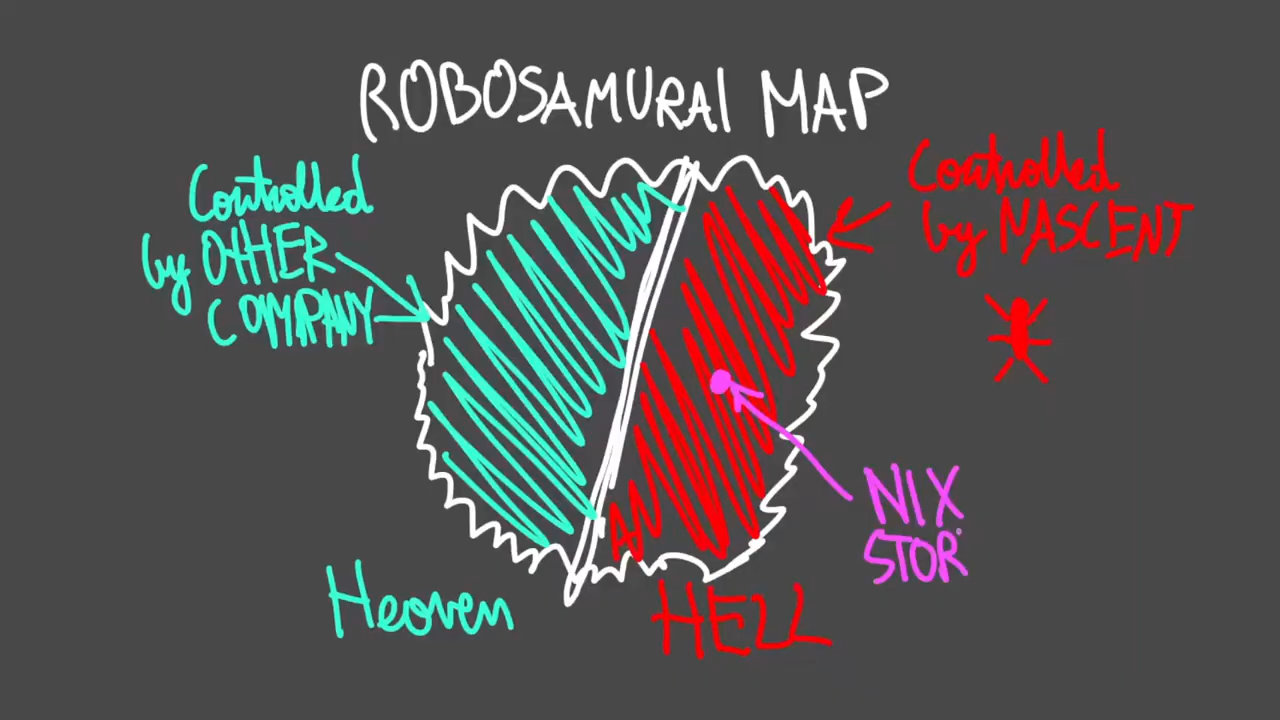 ROBOSAMURAI MAP
Controlled
by OTHER
COMPANY
Controlled
by NASCENT
NIX
STOR
Heaven
HELL